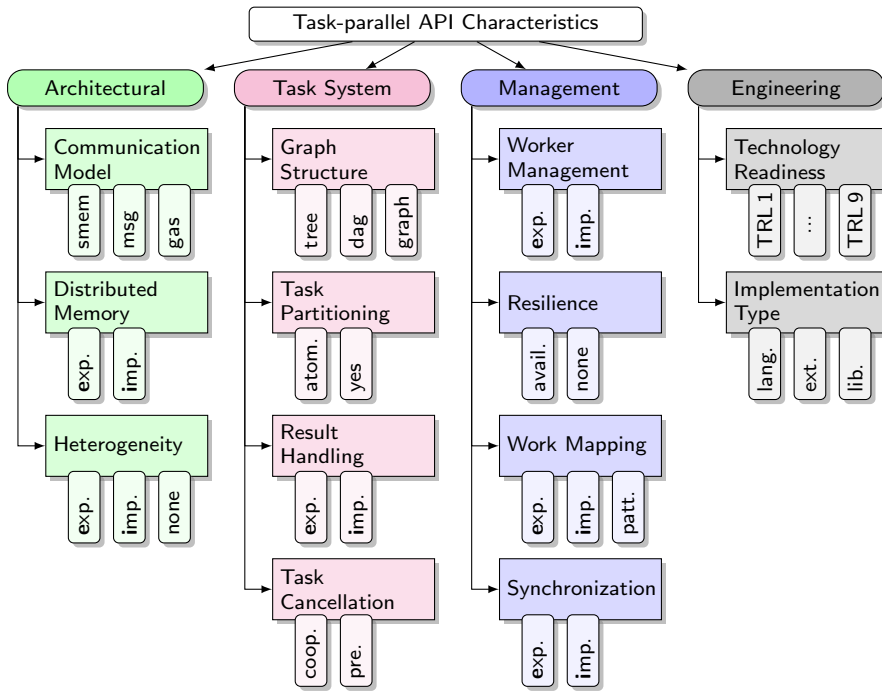 Task-parallel API Characteristics
Architectural
Task System
Management
Engineering
Communication
Model
smem
msg
gas
Distributed
Memory
exp.
imp.
Heterogeneity
exp.
imp.
none
Graph
Structure
tree
dag
graph
Task
Partitioning
atom.
yes
Result
Handling
exp.
imp.
Task
Cancellation
coop.
pre.
Worker
Management
exp.
imp.
Resilience
avail.
none
Work Mapping
exp.
imp.
patt.
Synchronization
exp.
imp.
Technology
Readiness
TRL 1
...
TRL 9
Implementation
Type
lang.
ext.
lib.